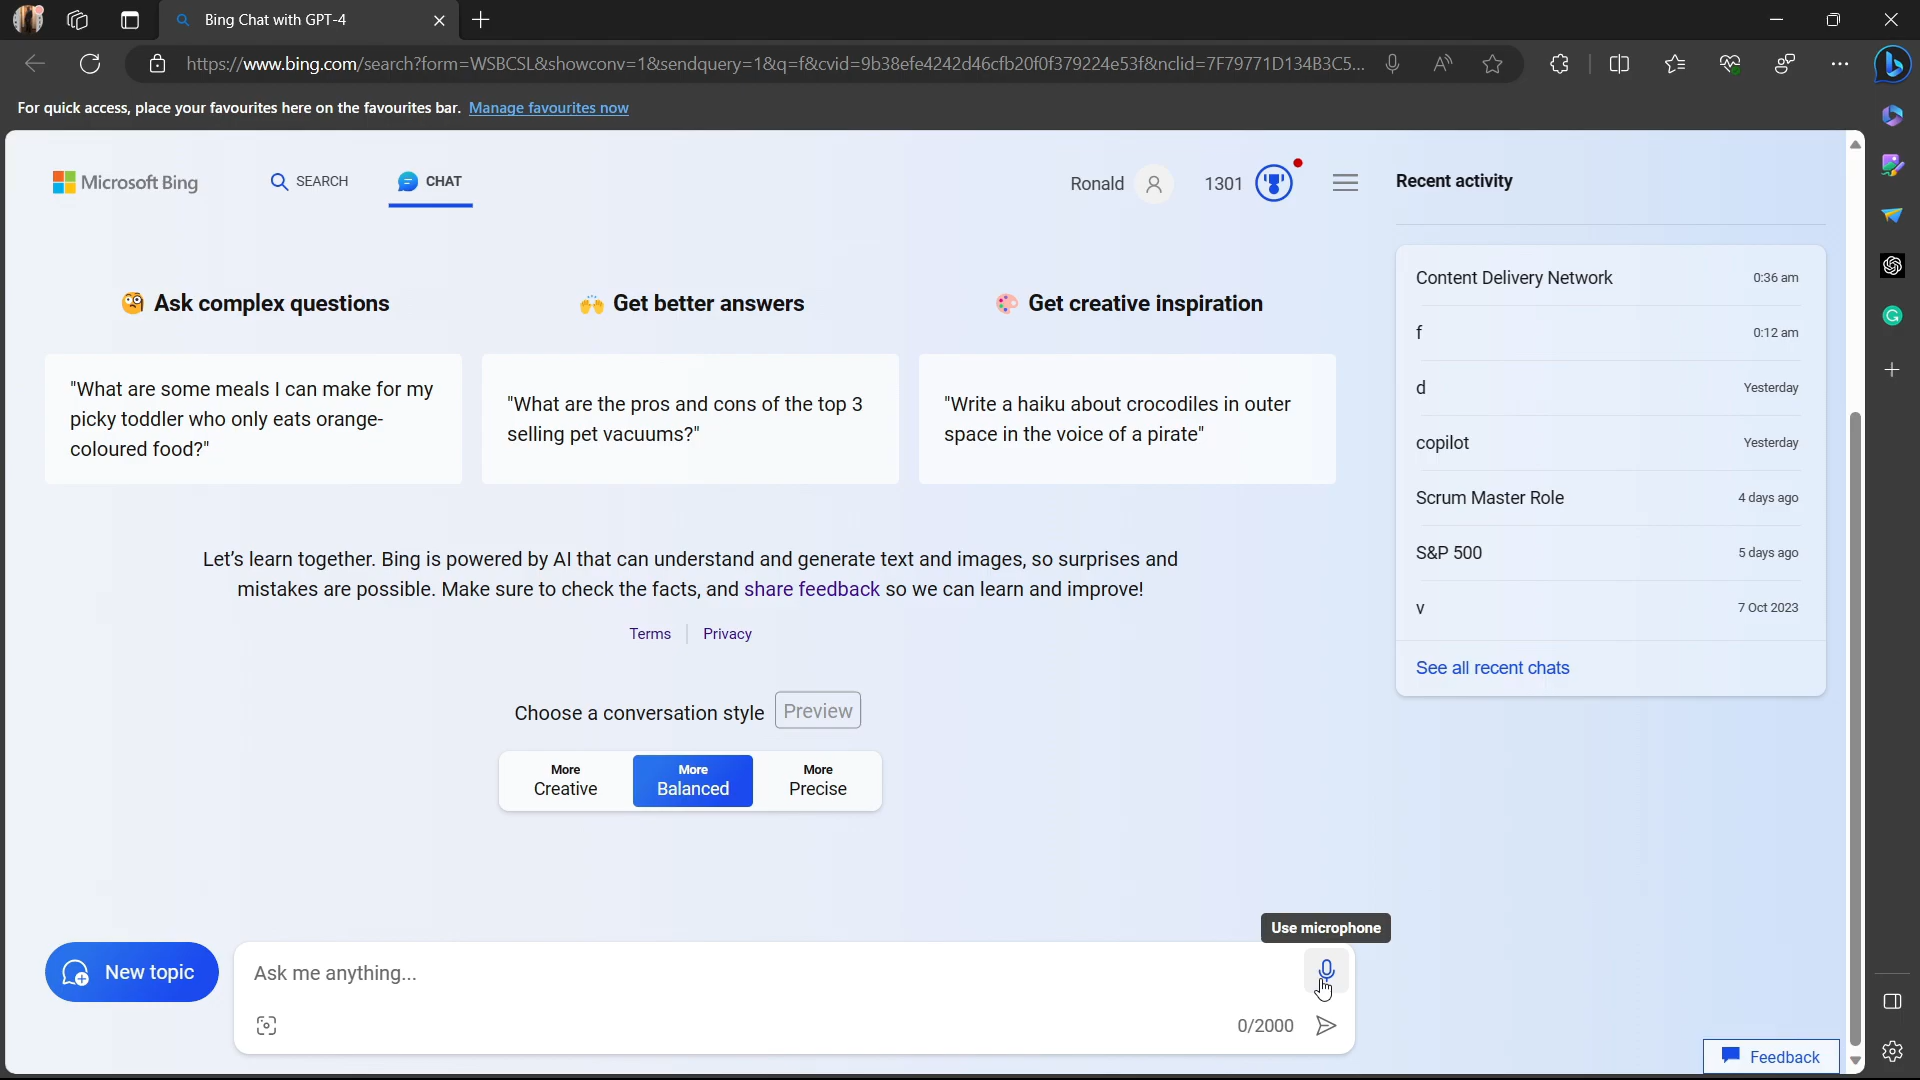 Bing Chat with GPT-4
https://www.bing.com/search?form=WSBCSL&showconv=1&sendquery=1&q=f&cvid=9b38efe4242d46cfb20f0f379224e53f&nclid=7F79771D134B3C5...
For quick access, place your favourites here on the favourites bar. Manage favourites now
Microsoft Bing SEARCH CHAT Ronald 1301
Recent activity
Ask complex questions
"What are some meals I can make for my
picky toddler who only eats orange-
coloured food?"
Get better answers
"What are the pros and cons of the top 3
selling pet vacuums?"
Get creative inspiration
"Write a haiku about crocodiles in outer
space in the voice of a pirate"
Content Delivery Network 0:36 am
f 0:12 am
d Yesterday
copilot Yesterday
Scrum Master Role 4 days ago
S&P 500 5 days ago
v 7 Oct 2023
See all recent chats
Let's learn together. Bing is powered by AI that can understand and generate text and images, so surprises and
mistakes are possible. Make sure to check the facts, and share feedback so we can learn and improve!
Terms Privacy
Choose a conversation style Preview
More
Creative
More
Balanced
More
Precise
Use microphone
New topic
Ask me anything...
0/2000
Feedback